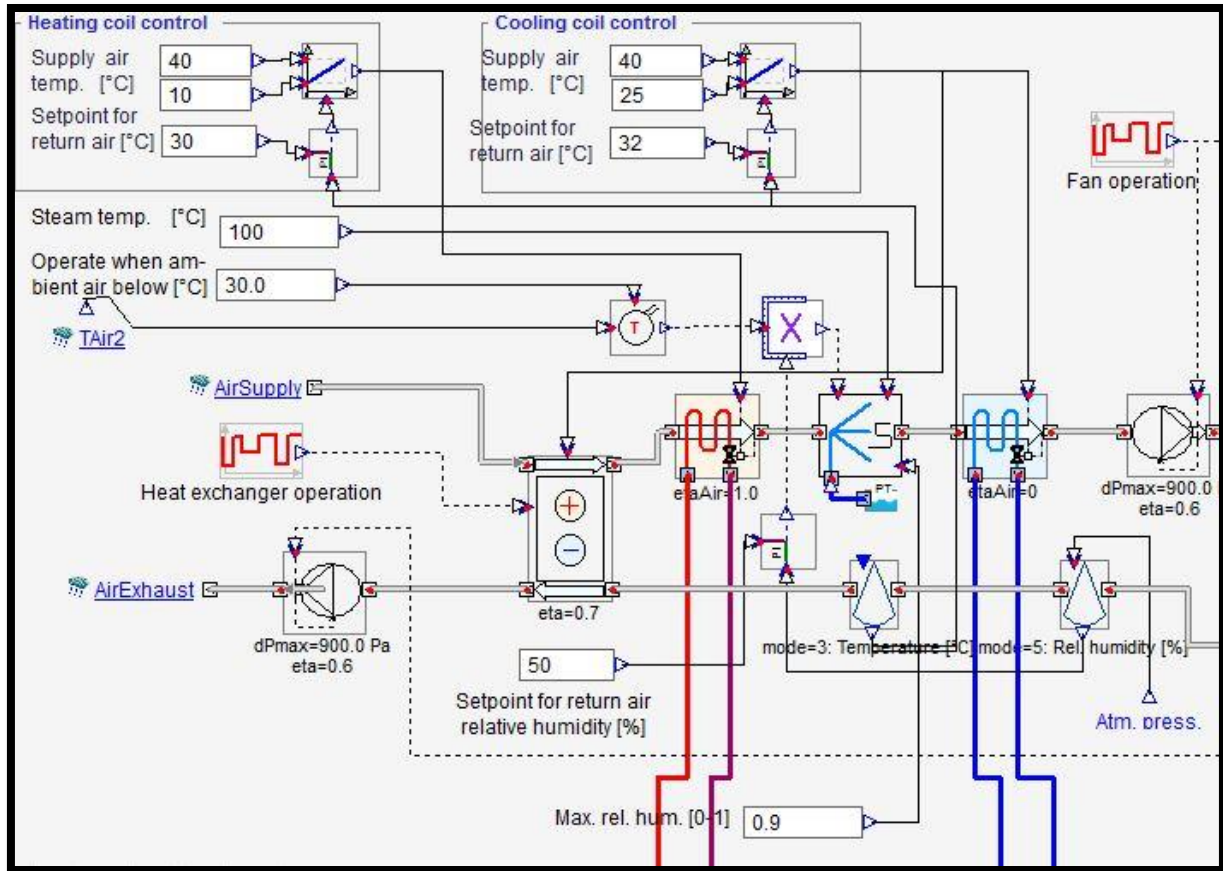 Heating coil control
Cooling coil control
Supply air
temp. [°C]
40
10
Setpoint for
return air [°C]
30
PI
Supply air
temp. [°C]
40
25
Setpoint for
return air [°C]
32
PI
Fan operation
Steam temp. [°C]
100
Operate when am-
bient air below [°C]
30.0
TAir2
T
X
AirSupply
Heat exchanger operation
etaAir=1.0
PT-
etaAir=0
dPmax=900.0
eta=0.6
PI
AirExhaust
eta=0.7
dPmax=900.0 Pa
eta=0.6
mode=3: Temperature [°C]
mode=5: Rel. humidity [%]
50
Setpoint for return air
relative humidity [%]
Atm. press.
Max. rel. hum. [0-1]
0.9